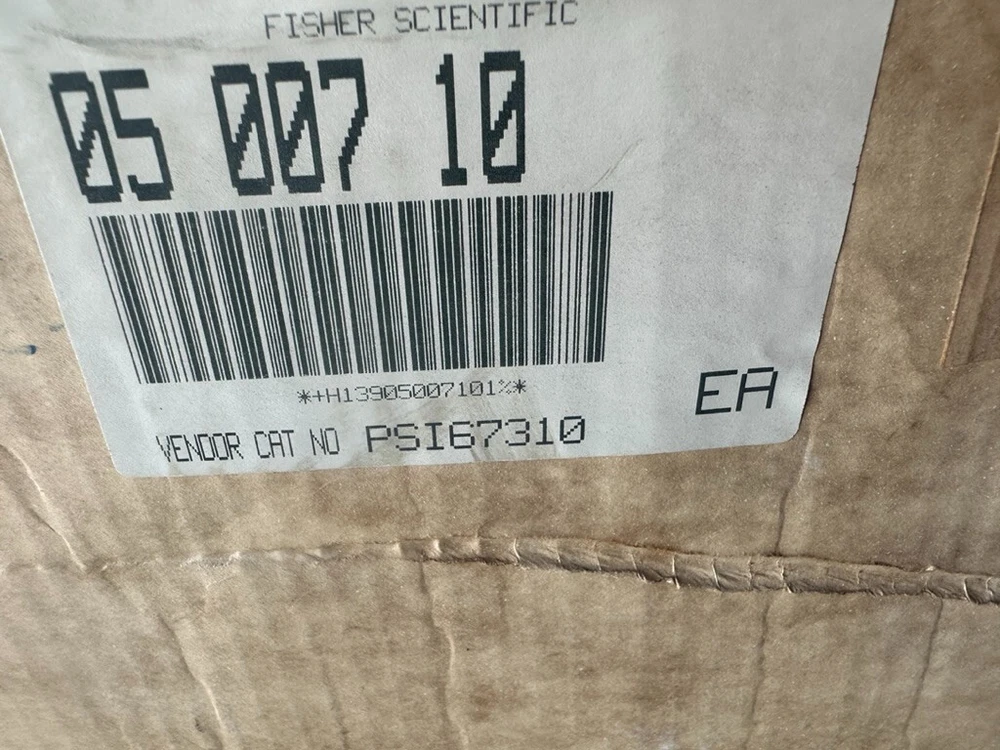 FISHER SCIENTIFIC
05 007 10
*+H13905007101%*
EA
VENDOR CAT NO PSI67310